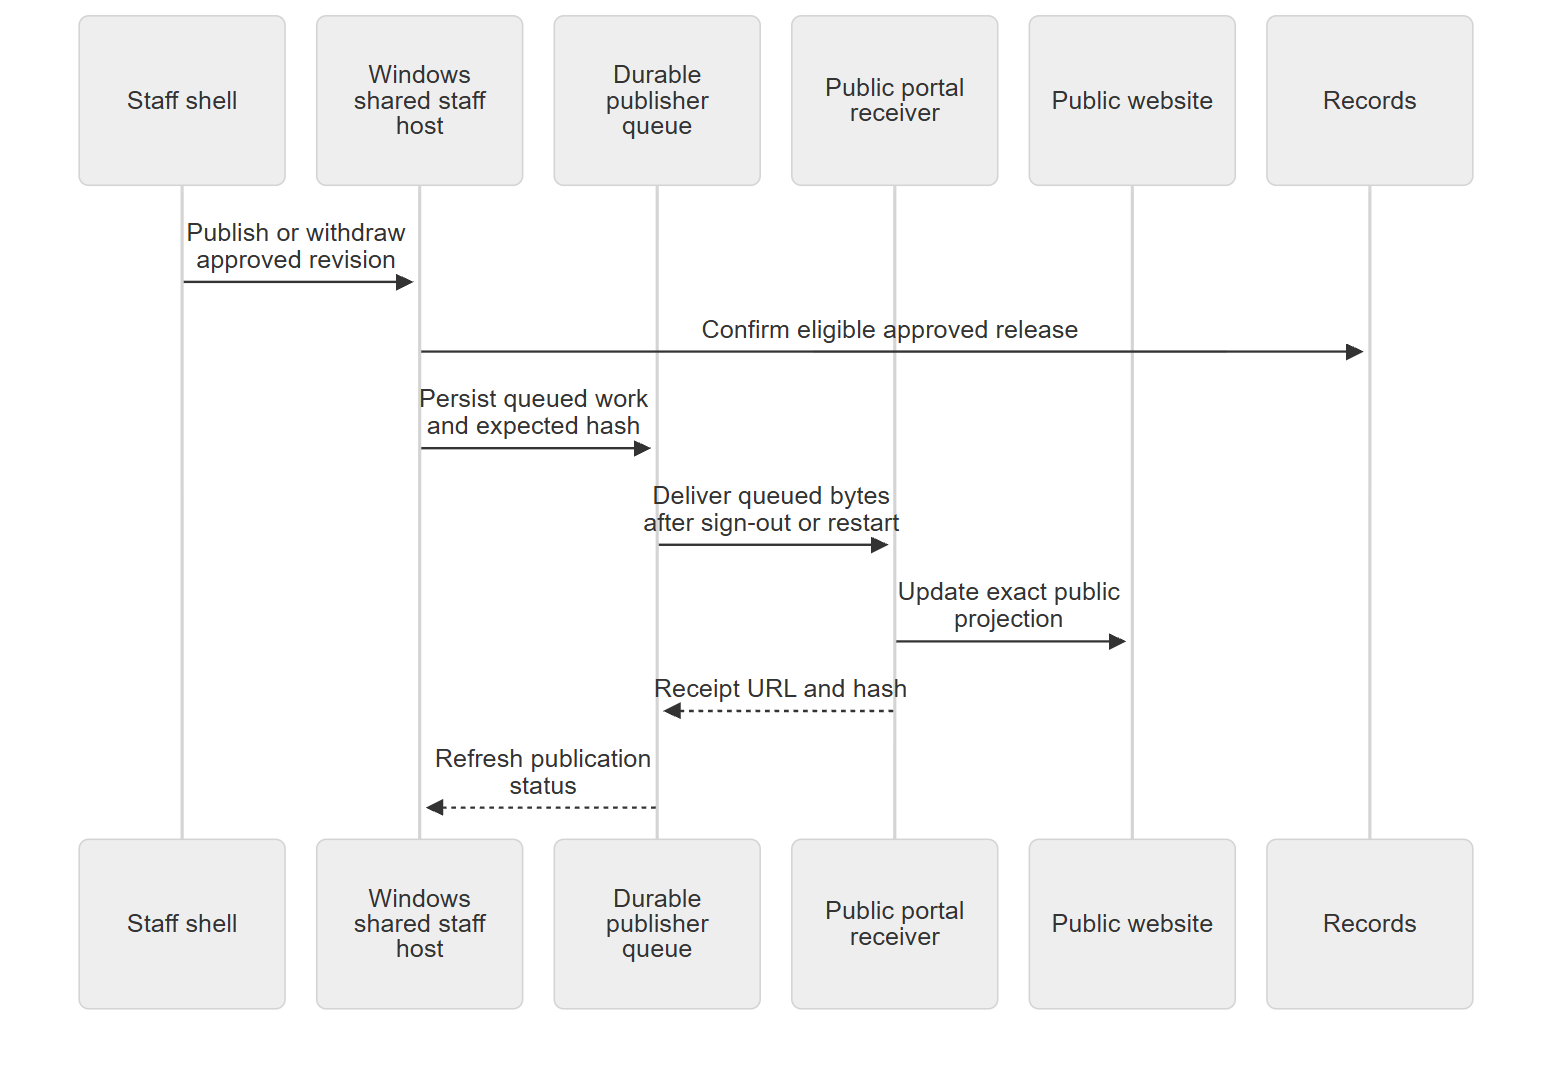 Staff shell
Windows
shared staff
host
Durable
publisher
queue
Public portal
receiver
Public website
Records
Publish or withdraw
approved revision
Confirm eligible approved release
Persist queued work
and expected hash
Deliver queued bytes
after sign-out or restart
Update exact public
projection
Receipt URL and hash
Refresh publication
status
Staff shell
Windows
shared staff
host
Durable
publisher
queue
Public portal
receiver
Public website
Records